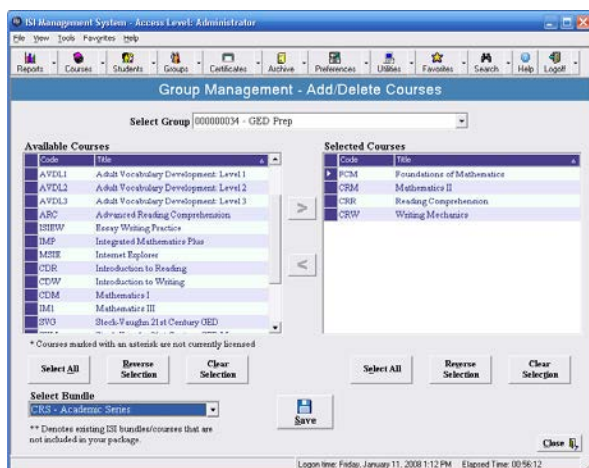 ISI Management System - Access Level: Administrator
File View Tools Favorites Help
Reports Courses Students Groups Certificates Archive Preferences Utilities Favorites Search Help Logoff
Group Management - Add/Delete Courses
Select Group 000000034 - GED Prep
Available Courses
Code Title
AVDL1 Adult Vocabulary Development: Level 1
AVDL2 Adult Vocabulary Development: Level 2
AVDL3 Adult Vocabulary Development: Level 3
ARC Advanced Reading Comprehension
ISIEW Essay Writing Practice
IMP Integrated Mathematics Plus
MSIE Internet Explorer
CDR Introduction to Reading
CDW Introduction to Writing
CDM Mathematics I
IM1 Mathematics III
SVG Steck-Vaughn 21st Century GED
* Courses marked with an asterisk are not currently licensed
Select All Reverse Selection Clear Selection
Select Bundle
CRS - Academic Series
** Denotes existing ISI bundles/courses that are
not included in your package.
> 
<
Save
Selected Courses
Code Title
FCM Foundations of Mathematics
CRM Mathematics II
CRR Reading Comprehension
CRW Writing Mechanics
Select All Reverse Selection Clear Selection
Close
Logon time: Friday, January 11, 2008 1:12 PM Elapsed Time: 00:56:12